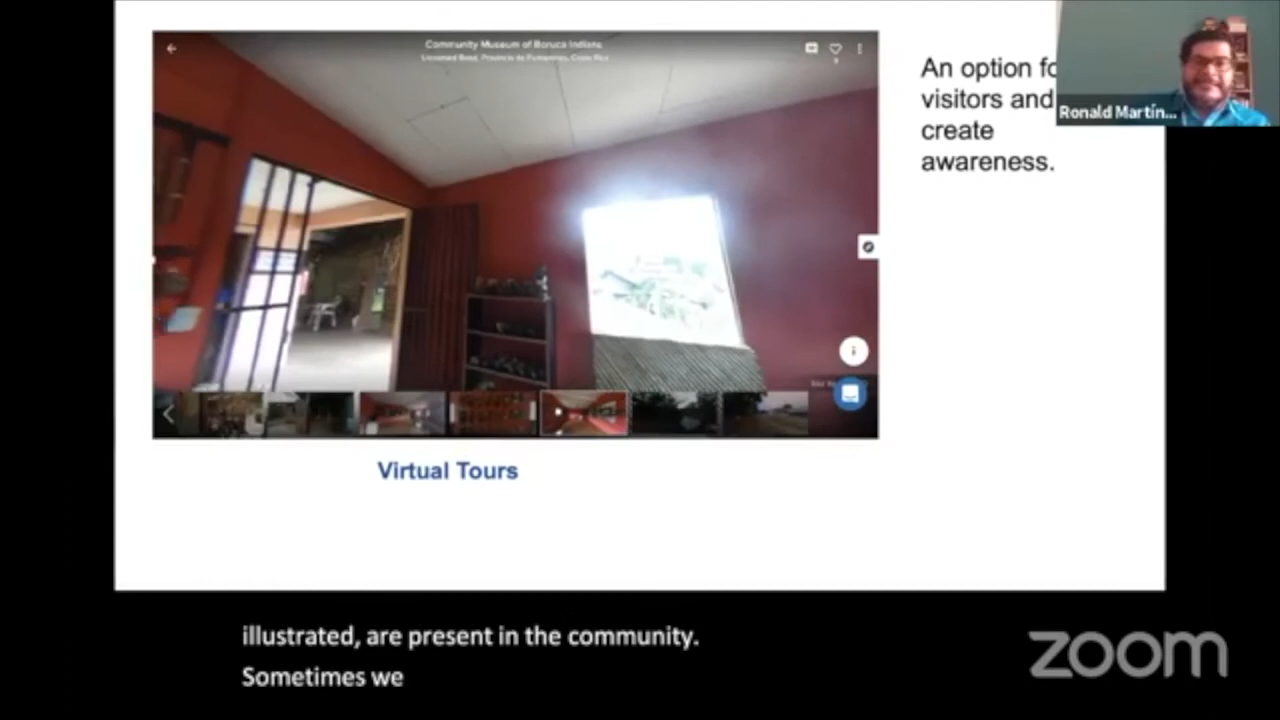 Community Museum of Boruca Indians
An option fo
visitors and
create
awareness.
Ronald Martín...
Virtual Tours
illustrated, are present in the community.
Sometimes we
zoom